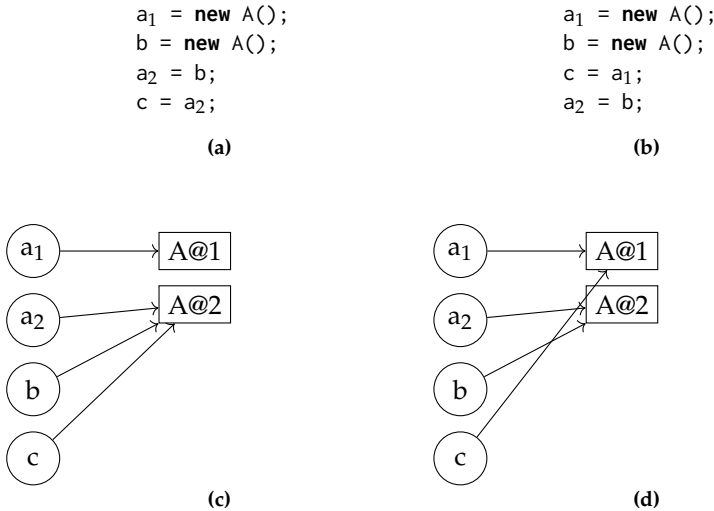 a₁ = new A();
b = new A();
a₂ = b;
c = a₂;
(a)
a₁ = new A();
b = new A();
c = a₁;
a₂ = b;
(b)
a₁
A@1
a₂
A@2
b
c
(c)
a₁
A@1
a₂
A@2
b
c
(d)